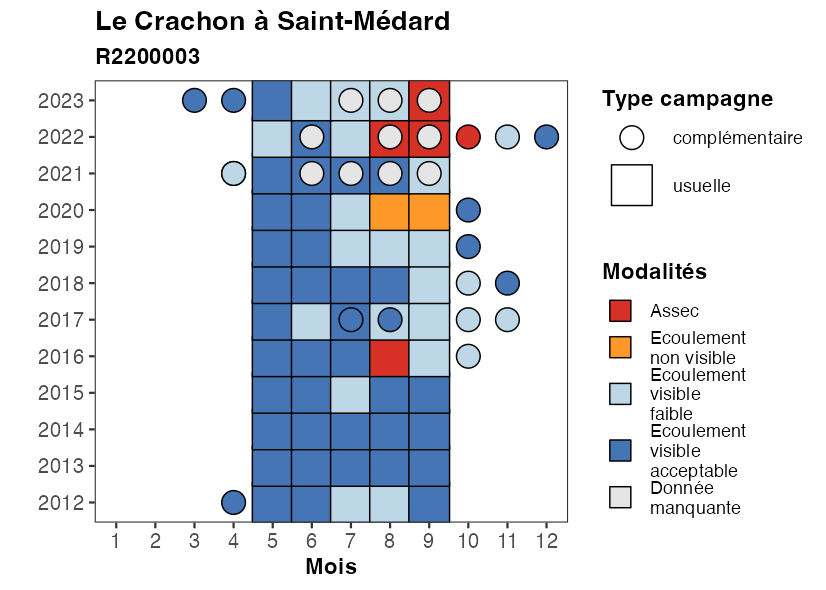 Le Crachon à Saint-Médard
R2200003
2023
2022
2021
2020
2019
2018
2017
2016
2015
2014
2013
2012
1 2 3 4 5 6 7 8 9 10 11 12
Mois
Type campagne
complémentaire
usuelle
Modalités
Assec
Ecoulement
non visible
Ecoulement
visible
faible
Ecoulement
visible
acceptable
Donnée
manquante